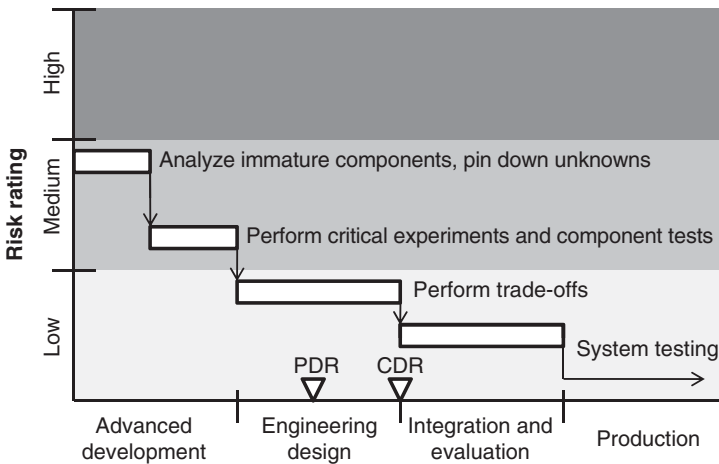 High
Analyze immature components, pin down unknowns
Risk rating
Medium
Perform critical experiments and component tests
Perform trade-offs
Low
System testing
PDR
CDR
Advanced
development
Engineering
design
Integration and
evaluation
Production